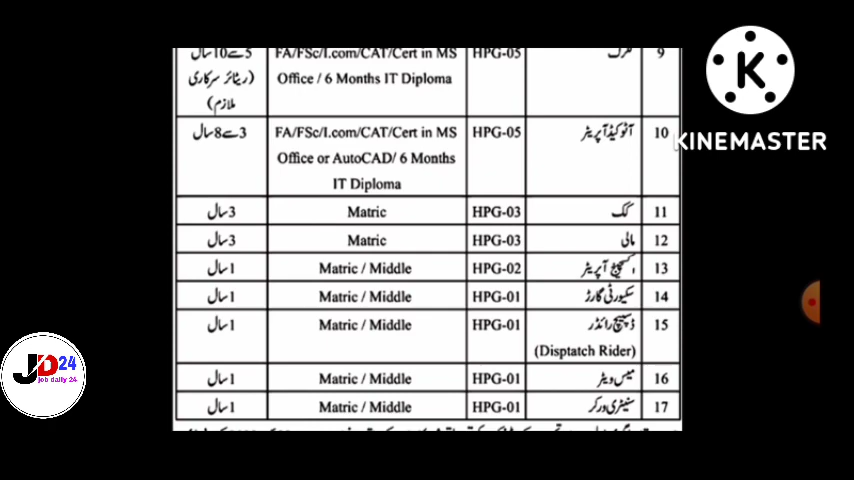 5 سے 10 سال FA/FSc/I.com/CAT/Cert in MS HPG-05 کلرک 9
(ریٹائر سرکاری Office / 6 Months IT Diploma
ملازم)
3 سے 8 سال FA/FSc/I.com/CAT/Cert in MS HPG-05 آٹو کیڈ آپریٹر 10
Office or AutoCAD/ 6 Months
IT Diploma
3 سال Matric HPG-03 کک 11
3 سال Matric HPG-03 مالی 12
1 سال Matric / Middle HPG-02 ایکسچینج آپریٹر 13
1 سال Matric / Middle HPG-01 سکیورٹی گارڈ 14
1 سال Matric / Middle HPG-01 ڈسپیچ رائڈر 15
(Disptatch Rider)
1 سال Matric / Middle HPG-01 میس ویٹر 16
1 سال Matric / Middle HPG-01 سینٹری ورکر 17
K
KINEMASTER
JD 24
job daily 24